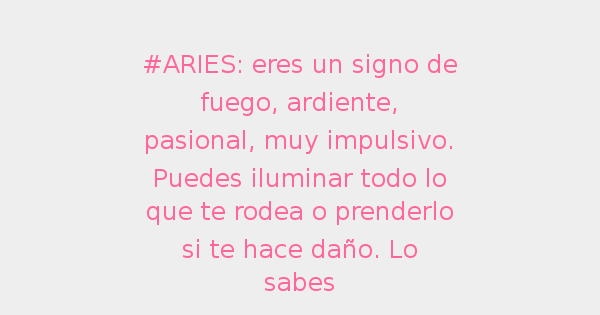 #ARIES: eres un signo de
fuego, ardiente,
pasional, muy impulsivo.
Puedes iluminar todo lo
que te rodea o prenderlo
si te hace daño. Lo
sabes